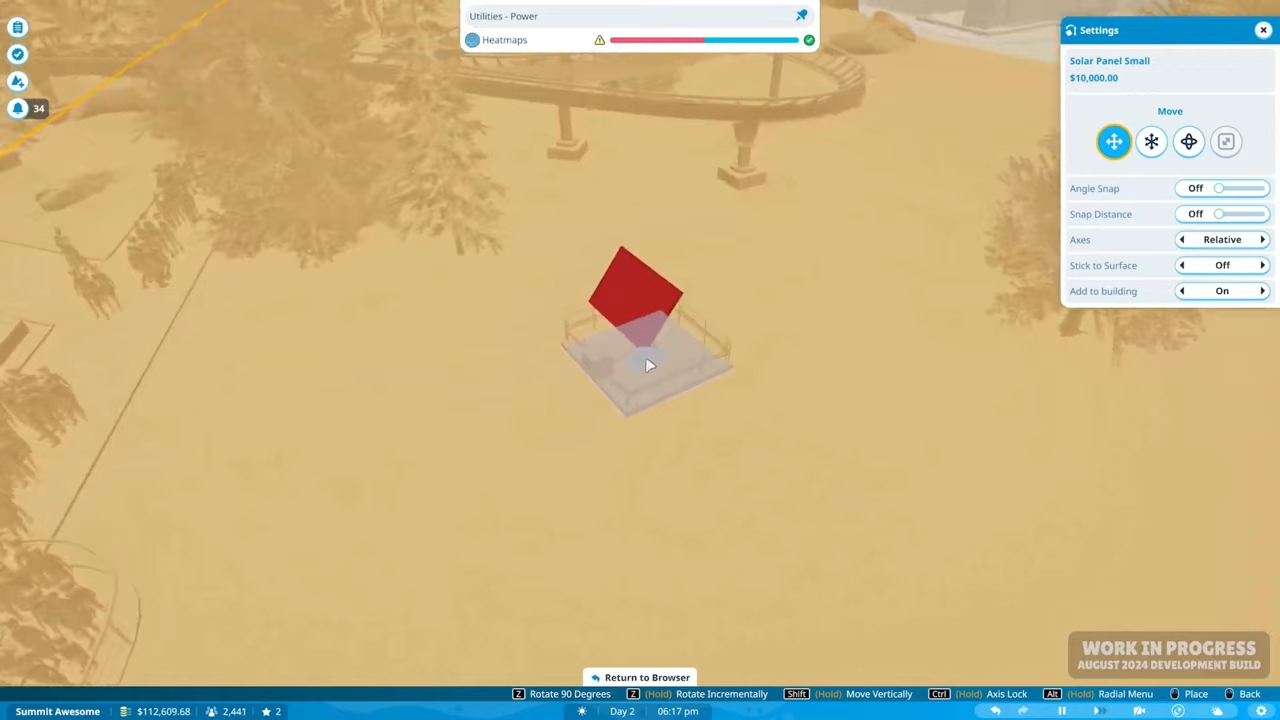 Utilities - Power
Heatmaps
34
Settings
Solar Panel Small
$10,000.00
Move
Angle Snap Off
Snap Distance Off
Axes Relative
Stick to Surface Off
Add to building On
WORK IN PROGRESS
AUGUST 2024 DEVELOPMENT BUILD
Return to Browser
Z Rotate 90 Degrees Z (Hold) Rotate Incrementally Shift (Hold) Move Vertically Ctrl (Hold) Axis Lock Alt (Hold) Radial Menu Place Back
Summit Awesome $112,609.68 2,441 2 Day 2 06:17 pm